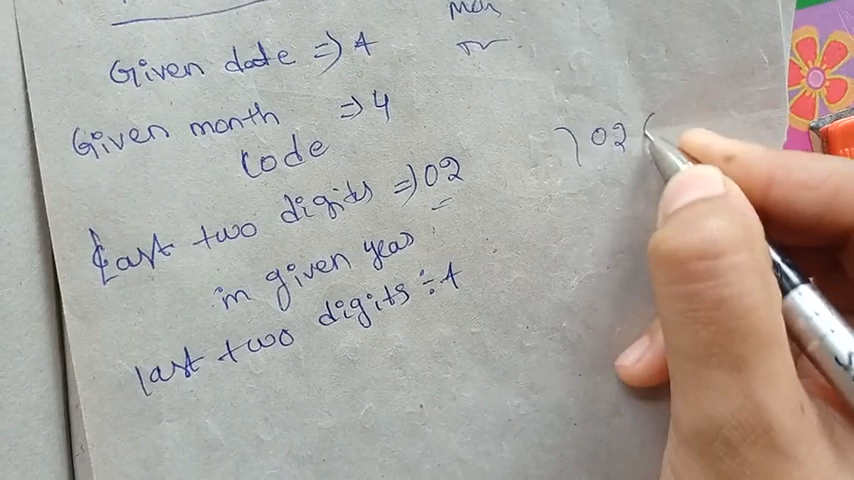 Given date => 4
Given month => 4
Code
Last two digits => 02
in given year
last two digits ÷ 4
) 02 (